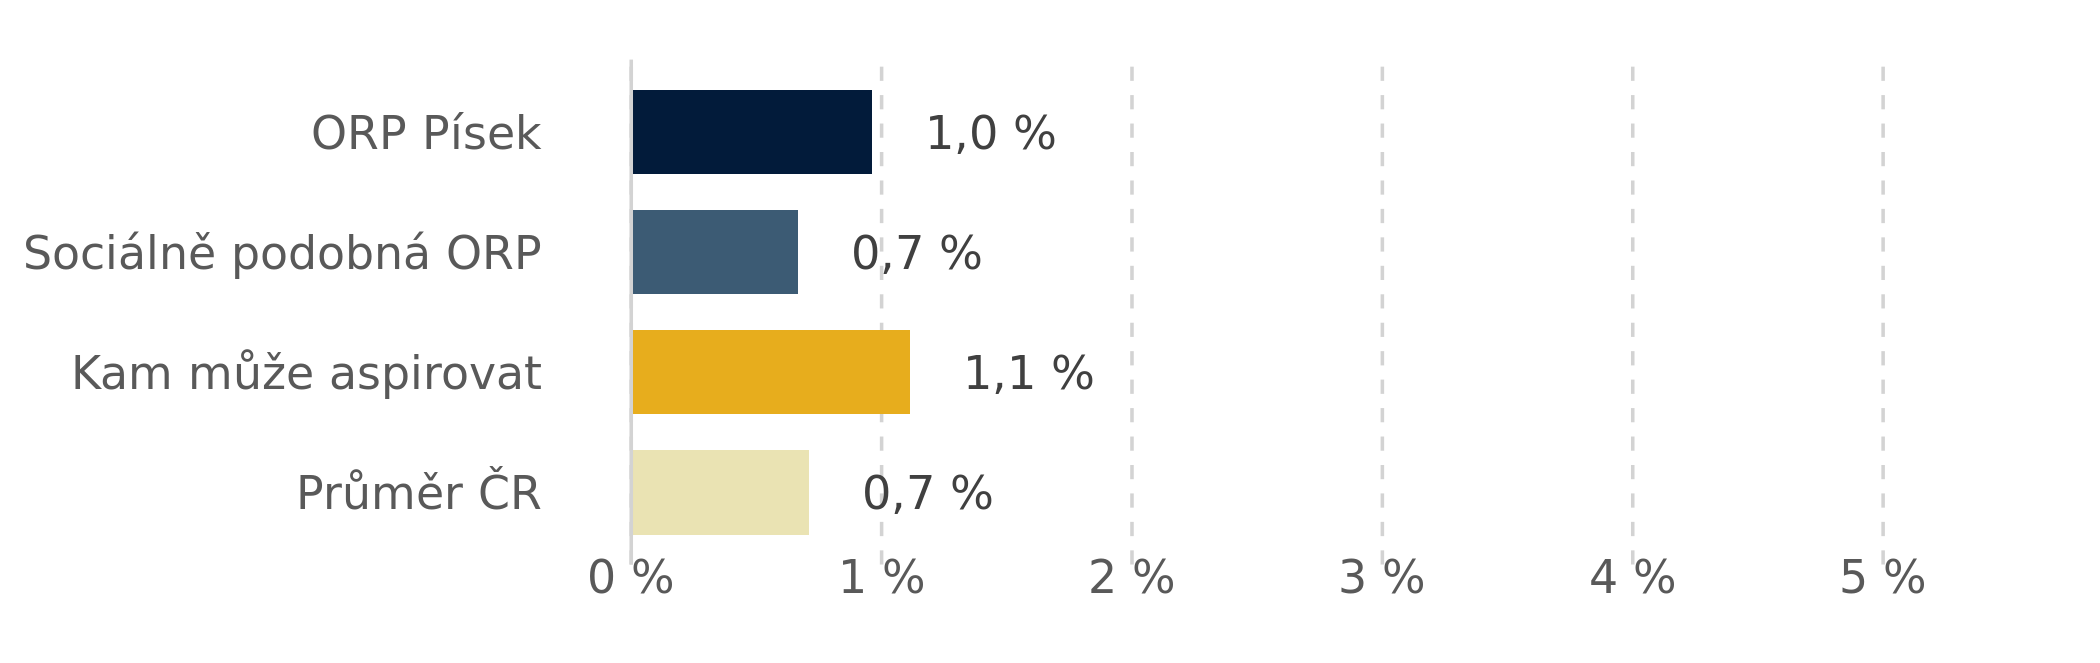 ORP Písek 1,0 %
Sociálně podobná ORP 0,7 %
Kam může aspirovat 1,1 %
Průměr ČR 0,7 %
0 % 1 % 2 % 3 % 4 % 5 %